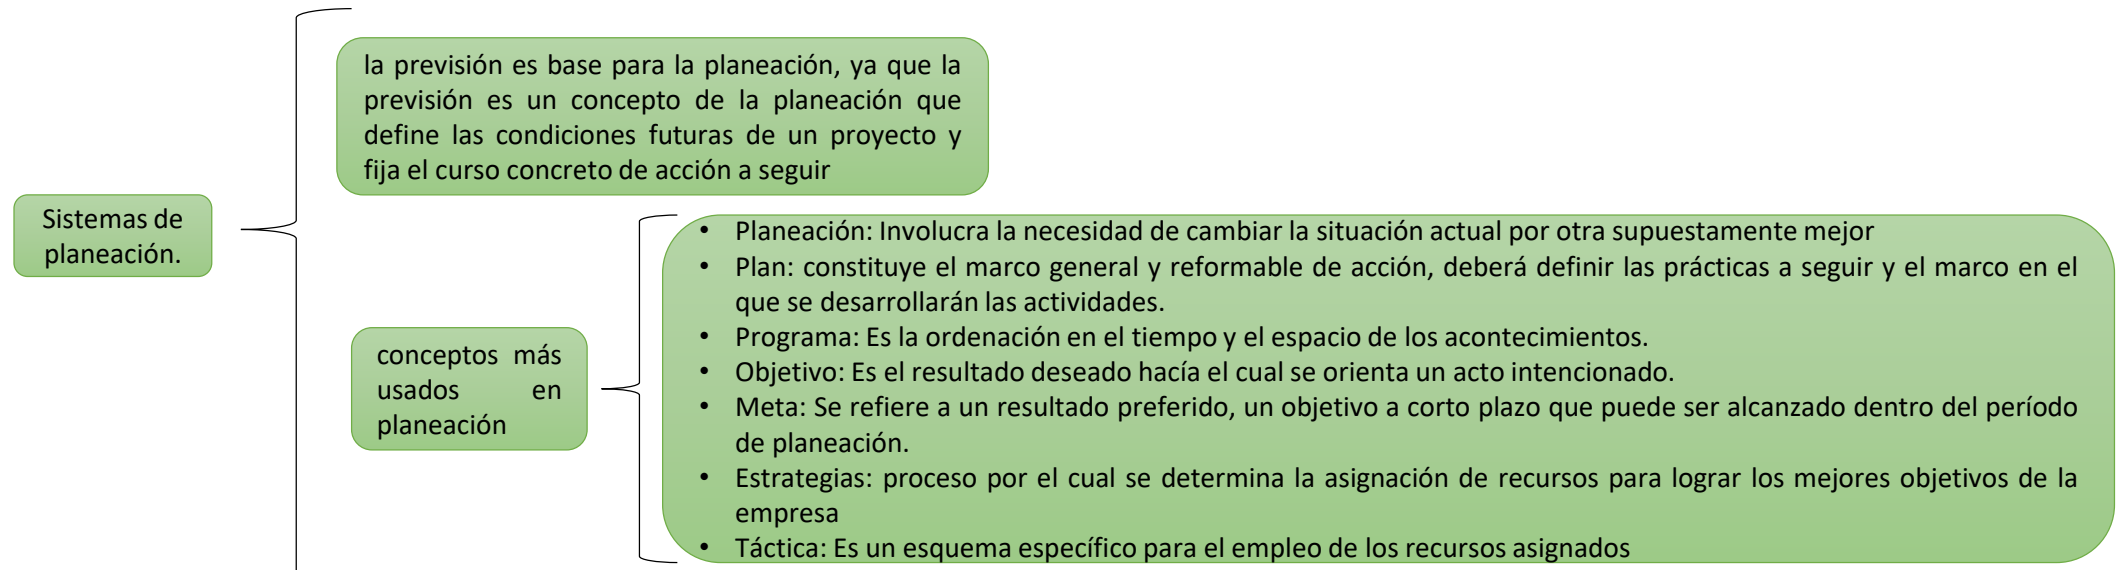 Sistemas de
planeación.
la previsión es base para la planeación, ya que la
previsión es un concepto de la planeación que
define las condiciones futuras de un proyecto y
fija el curso concreto de acción a seguir
conceptos más
usados en
planeación
• Planeación: Involucra la necesidad de cambiar la situación actual por otra supuestamente mejor
• Plan: constituye el marco general y reformable de acción, deberá definir las prácticas a seguir y el marco en el
que se desarrollarán las actividades.
• Programa: Es la ordenación en el tiempo y el espacio de los acontecimientos.
• Objetivo: Es el resultado deseado hacía el cual se orienta un acto intencionado.
• Meta: Se refiere a un resultado preferido, un objetivo a corto plazo que puede ser alcanzado dentro del período
de planeación.
• Estrategias: proceso por el cual se determina la asignación de recursos para lograr los mejores objetivos de la
empresa
• Táctica: Es un esquema específico para el empleo de los recursos asignados